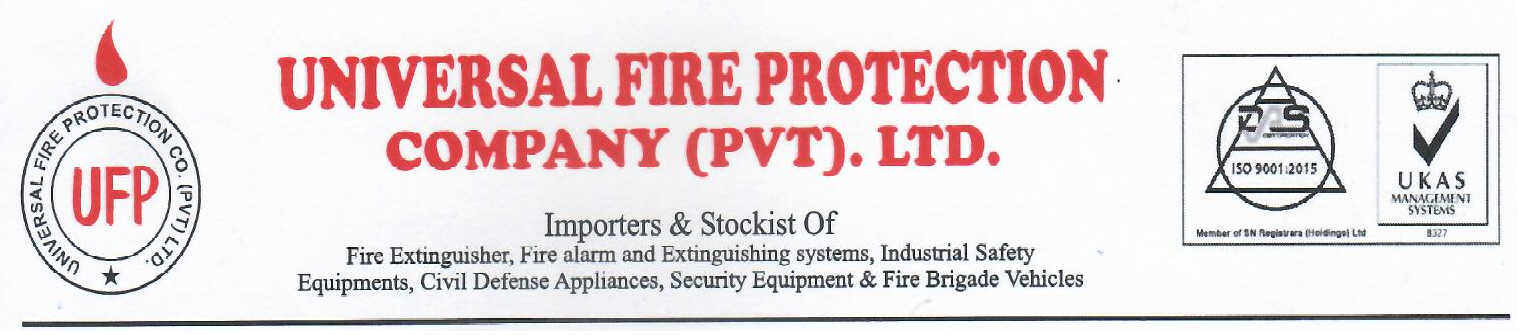 UNIVERSAL FIRE PROTECTION CO. (PVT) LTD.
UFP
UNIVERSAL FIRE PROTECTION
COMPANY (PVT). LTD.
Importers & Stockist Of
Fire Extinguisher, Fire alarm and Extinguishing systems, Industrial Safety
Equipments, Civil Defense Appliances, Security Equipment & Fire Brigade Vehicles
DAS
CERTIFICATION
ISO 9001:2015
Member of SN Registrars (Holdings) Ltd
UKAS
MANAGEMENT
SYSTEMS
8327